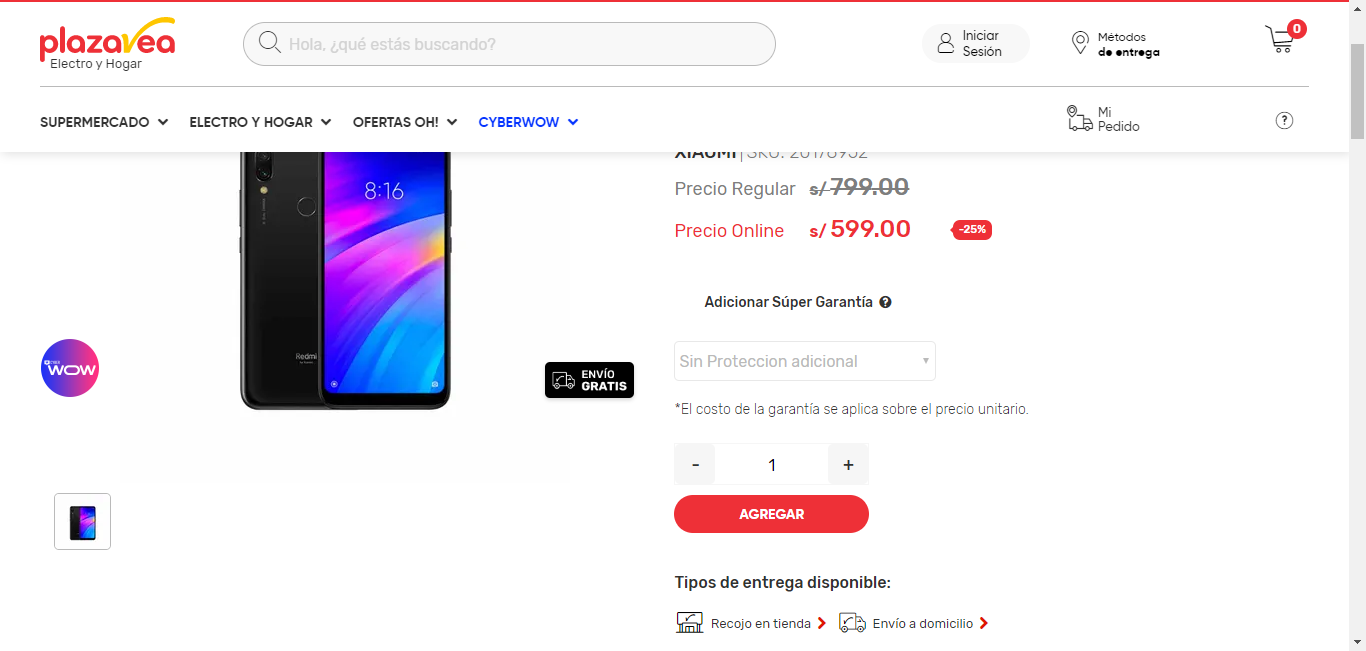 plazavea
Electro y Hogar
Hola, ¿qué estás buscando?
Iniciar
Sesión
Métodos
de entrega
0
SUPERMERCADO
ELECTRO Y HOGAR
OFERTAS OH!
CYBERWOW
Mi
Pedido
?
XIAOMI | SKU: 20176952
Precio Regular s/ 799.00
Precio Online s/ 599.00 -25%
8:16
Redmi
Adicionar Súper Garantía ?
Sin Proteccion adicional
WOW
ENVÍO
GRATIS
*El costo de la garantía se aplica sobre el precio unitario.
- 1 +
AGREGAR
Tipos de entrega disponible:
Recojo en tienda
Envío a domicilio